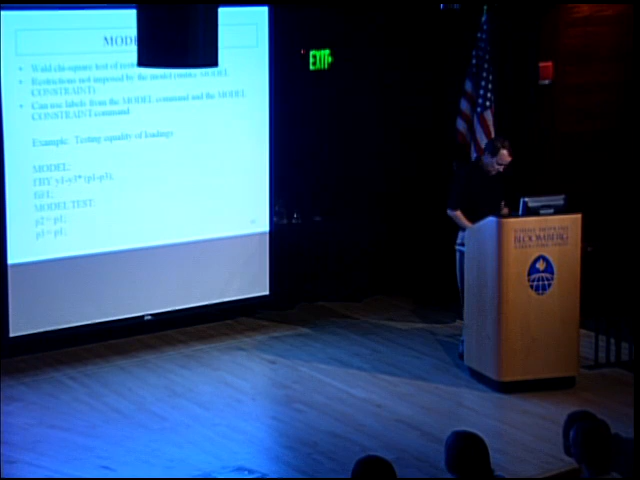 MODE
• Wald chi-square test of
• Restrictions not imposed by the model MODEL
CONSTRAINT)
• Can use labels from the MODEL command and the MODEL
CONSTRAINT command.
Example: Testing equality of loadings
MODEL:
f BY y1-y3* (p1-p3);
f@1;
MODEL TEST:
p2 = p1;
p3 = p1;
EXIT
JOHNS HOPKINS
BLOOMBERG